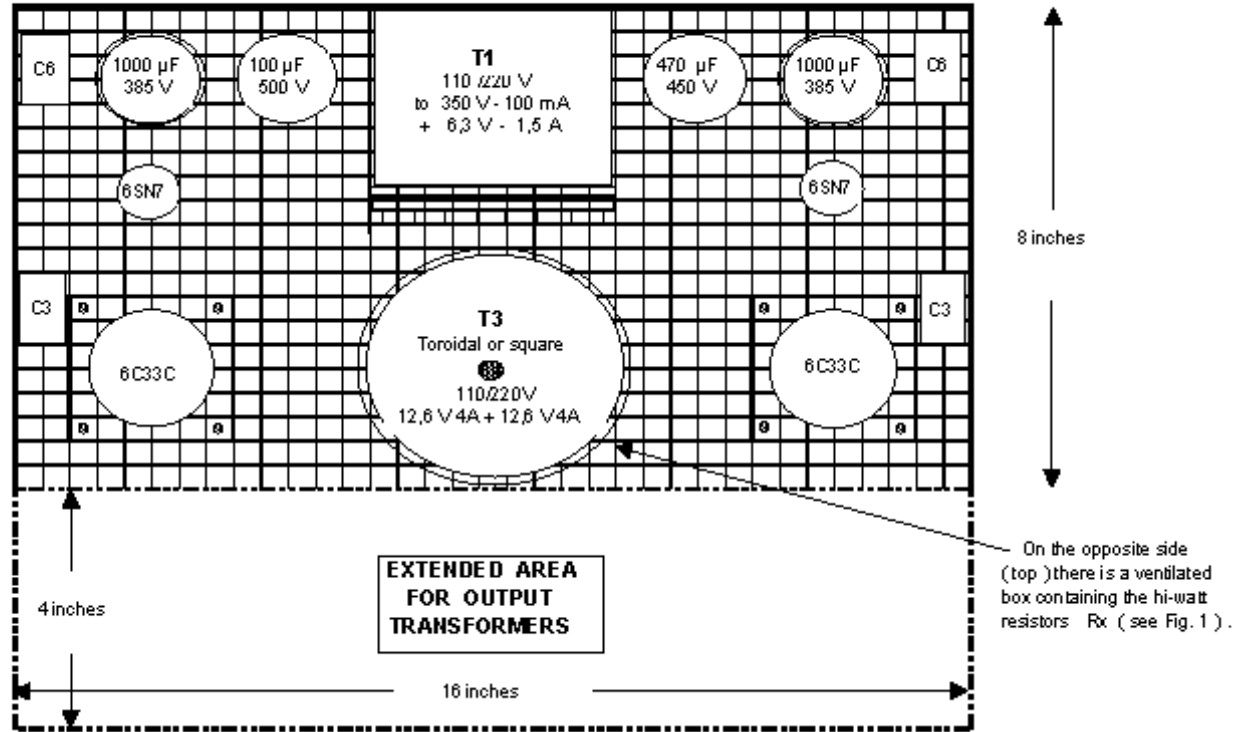 C6
1000 µF
385 V
100 µF
500 V
T1
110 /220 V
to 350 V - 100 mA
+ 6,3 V - 1,5 A
470 µF
450 V
1000 µF
385 V
C6
6SN7
6SN7
8 inches
C3
6C33C
T3
Toroidal or square
110/220V
12,6 V 4A + 12,6 V 4A
6C33C
C3
On the opposite side
( top ) there is a ventilated
box containing the hi-watt
resistors Rx ( see Fig. 1 ) .
4 inches
EXTENDED AREA
FOR OUTPUT
TRANSFORMERS
16 inches